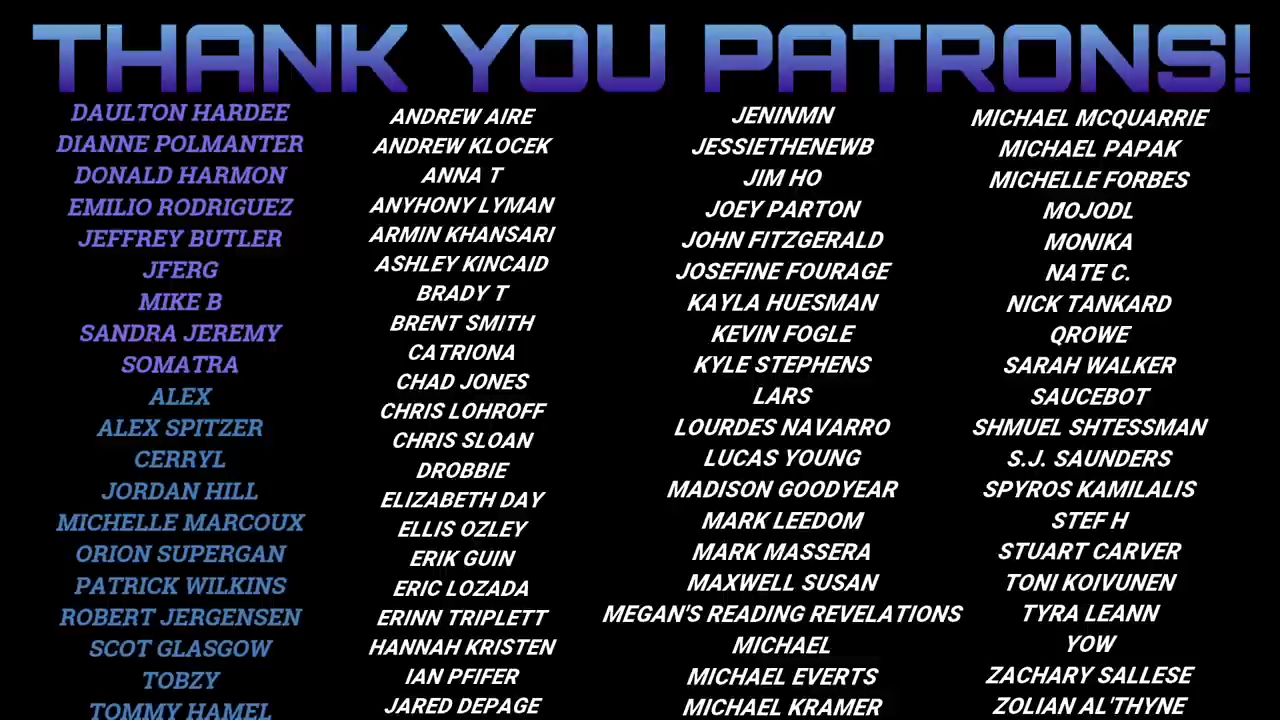 THANK YOU PATRONS!
DAULTON HARDEE
DIANNE POLMANTER
DONALD HARMON
EMILIO RODRIGUEZ
JEFFREY BUTLER
JFERG
MIKE B
SANDRA JEREMY
SOMATRA
ALEX
ALEX SPITZER
CERRYL
JORDAN HILL
MICHELLE MARCOUX
ORION SUPERGAN
PATRICK WILKINS
ROBERT JERGENSEN
SCOT GLASGOW
TOBZY
TOMMY HAMEL
ANDREW AIRE
ANDREW KLOCEK
ANNA T
ANYHONY LYMAN
ARMIN KHANSARI
ASHLEY KINCAID
BRADY T
BRENT SMITH
CATRIONA
CHAD JONES
CHRIS LOHROFF
CHRIS SLOAN
DROBBIE
ELIZABETH DAY
ELLIS OZLEY
ERIK GUIN
ERIC LOZADA
ERINN TRIPLETT
HANNAH KRISTEN
IAN PFIFER
JARED DEPAGE
JENINMN
JESSIETHENEWB
JIM HO
JOEY PARTON
JOHN FITZGERALD
JOSEFINE FOURAGE
KAYLA HUESMAN
KEVIN FOGLE
KYLE STEPHENS
LARS
LOURDES NAVARRO
LUCAS YOUNG
MADISON GOODYEAR
MARK LEEDOM
MARK MASSERA
MAXWELL SUSAN
MEGAN'S READING REVELATIONS
MICHAEL
MICHAEL EVERTS
MICHAEL KRAMER
MICHAEL MCQUARRIE
MICHAEL PAPAK
MICHELLE FORBES
MOJODL
MONIKA
NATE C.
NICK TANKARD
QROWE
SARAH WALKER
SAUCEBOT
SHMUEL SHTESSMAN
S.J. SAUNDERS
SPYROS KAMILALIS
STEF H
STUART CARVER
TONI KOIVUNEN
TYRA LEANN
YOW
ZACHARY SALLESE
ZOLIAN AL'THYNE